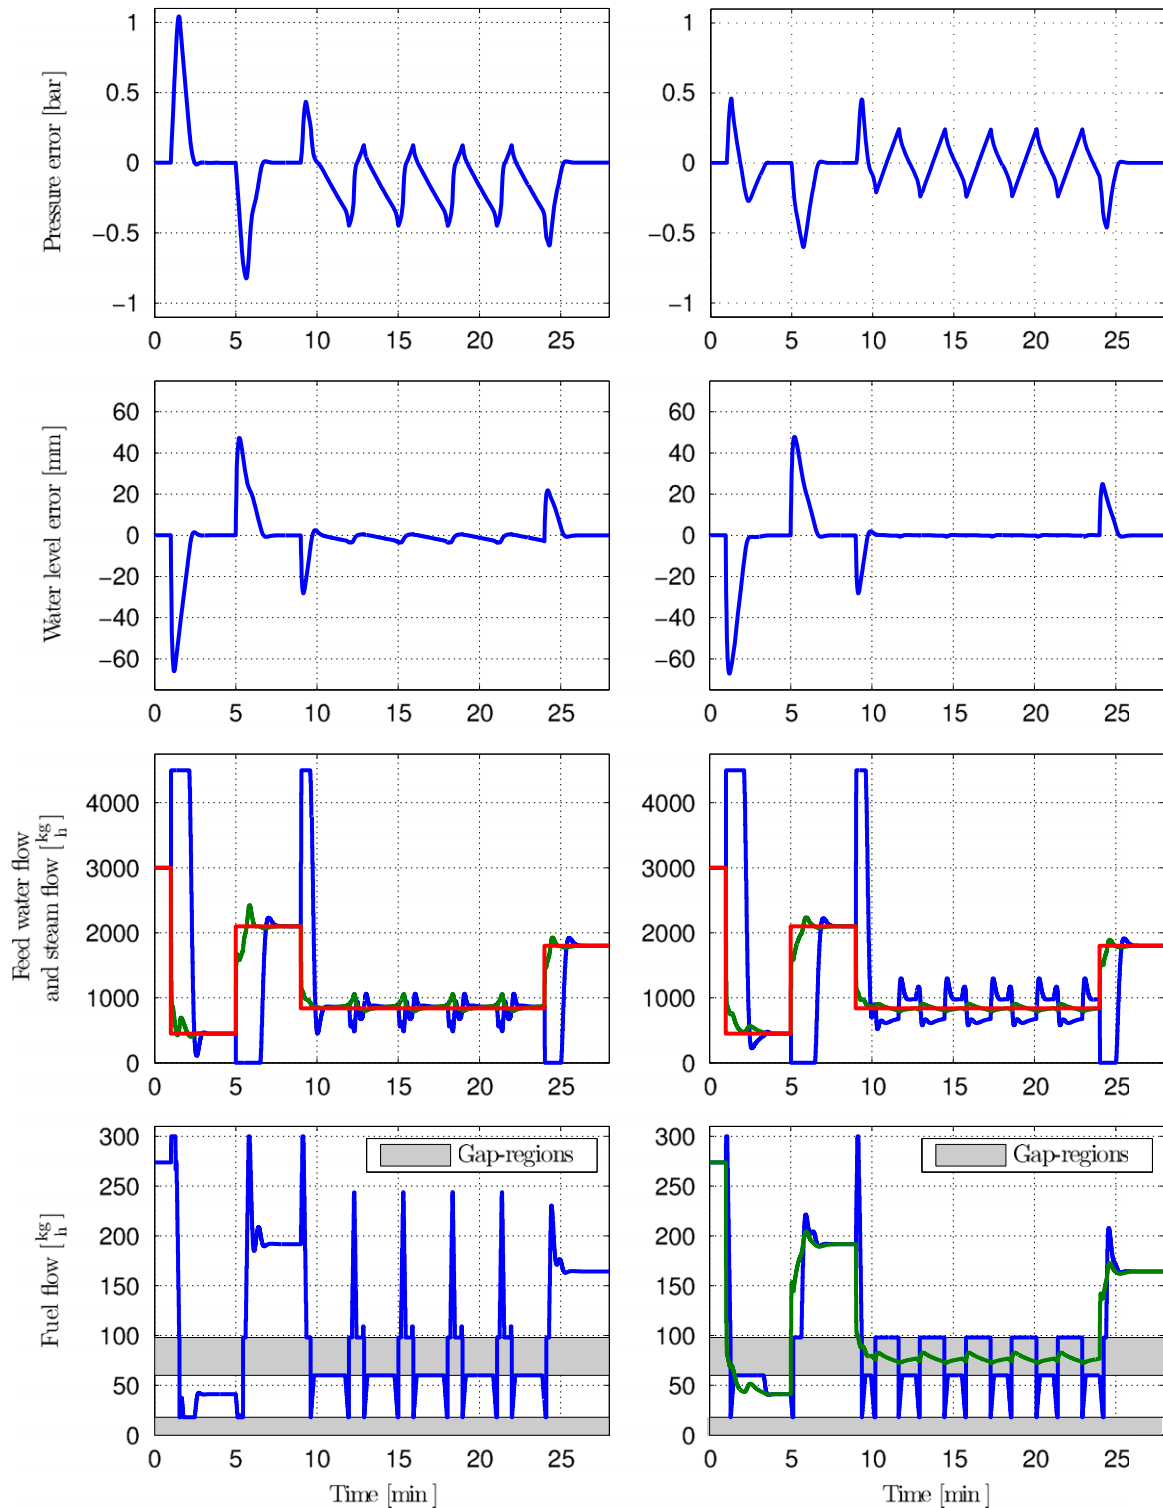 1
0.5
0
−0.5
−1
Pressure error [bar]
0 5 10 15 20 25
1
0.5
0
−0.5
−1
0 5 10 15 20 25
60
40
20
0
−20
−40
−60
Water level error [mm]
0 5 10 15 20 25
60
40
20
0
−20
−40
−60
0 5 10 15 20 25
4000
3000
2000
1000
0
Feed water flow
and steam flow [kg/h]
0 5 10 15 20 25
4000
3000
2000
1000
0
0 5 10 15 20 25
300
250
200
150
100
50
0
Fuel flow [kg/h]
Gap-regions
0 5 10 15 20 25
Time [min]
300
250
200
150
100
50
0
Gap-regions
0 5 10 15 20 25
Time [min]